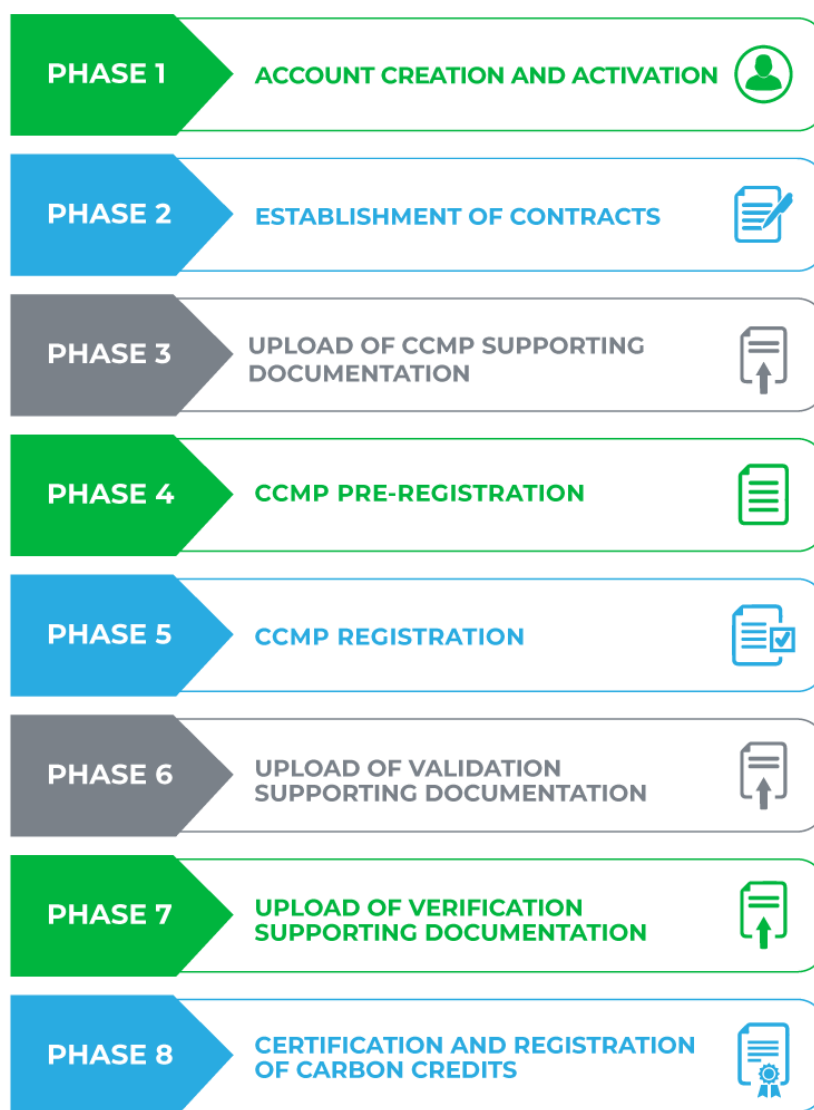 PHASE 1
ACCOUNT CREATION AND ACTIVATION
PHASE 2
ESTABLISHMENT OF CONTRACTS
PHASE 3
UPLOAD OF CCMP SUPPORTING
DOCUMENTATION
PHASE 4
CCMP PRE-REGISTRATION
PHASE 5
CCMP REGISTRATION
PHASE 6
UPLOAD OF VALIDATION
SUPPORTING DOCUMENTATION
PHASE 7
UPLOAD OF VERIFICATION
SUPPORTING DOCUMENTATION
PHASE 8
CERTIFICATION AND REGISTRATION
OF CARBON CREDITS